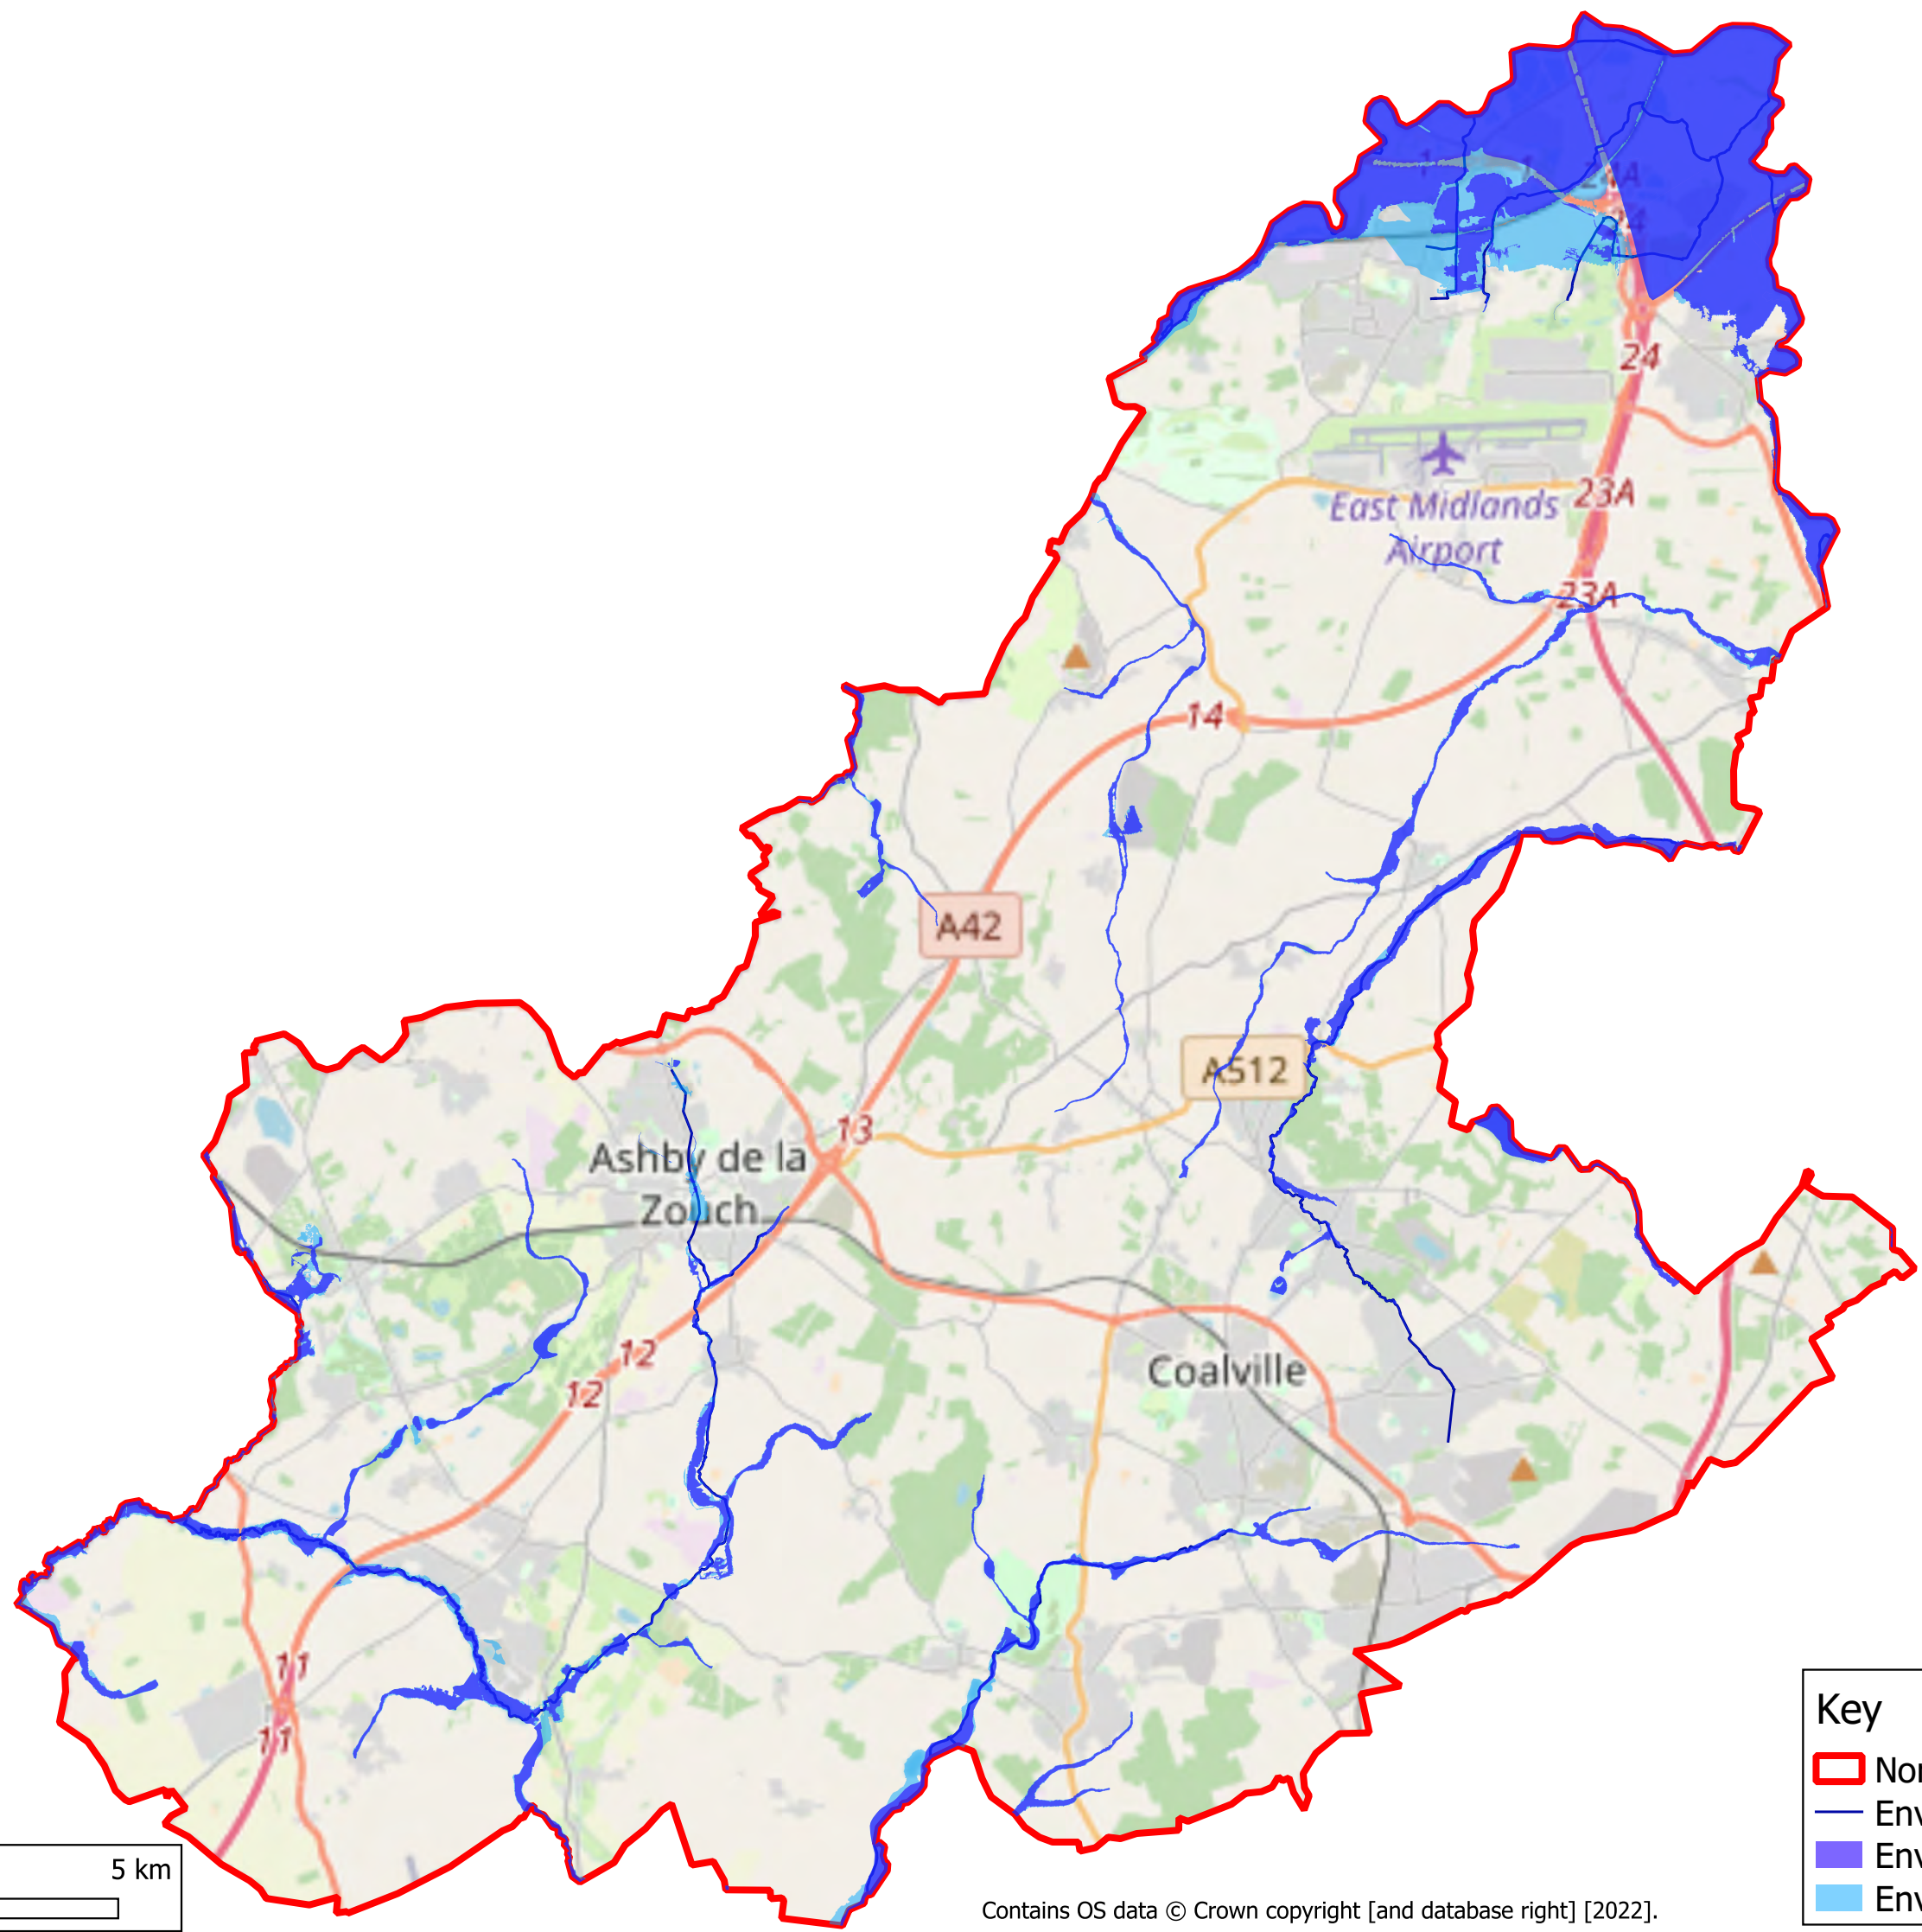 24A
24
24
23A
East Midlands
Airport
23A
14
A42
A512
13
Ashby de la
Zouch
12
12
Coalville
11
11
Key
Nor
Env
Env
Env
5 km
Contains OS data © Crown copyright [and database right] [2022].